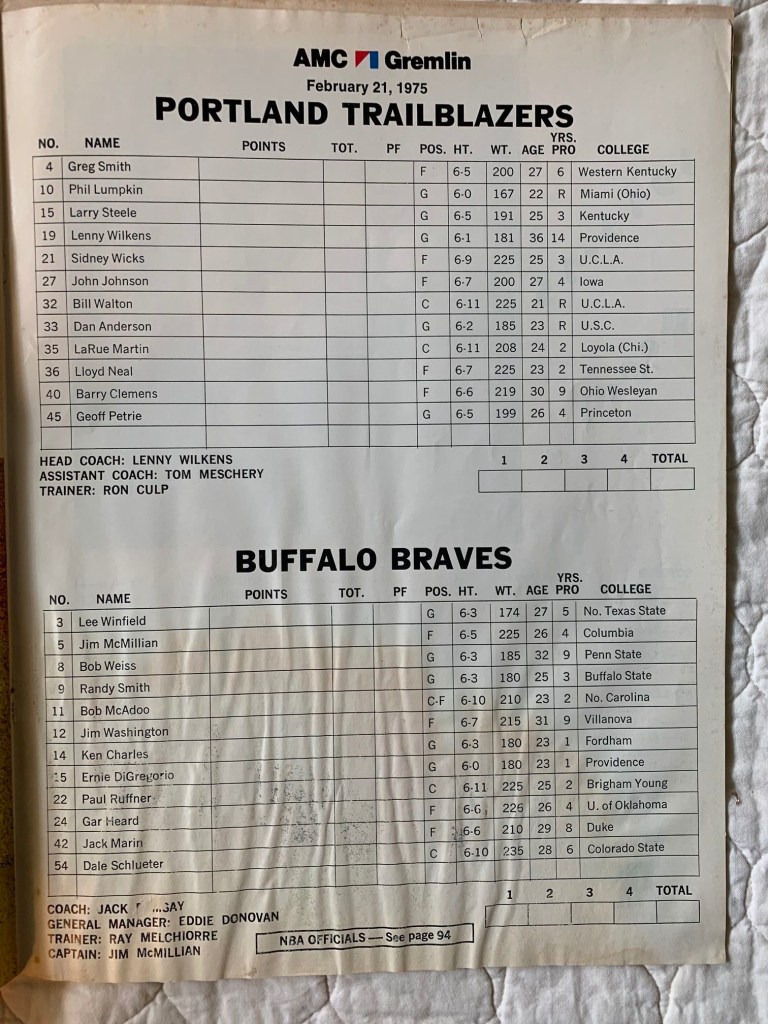 AMC Gremlin
February 21, 1975
PORTLAND TRAILBLAZERS
NO. NAME POINTS TOT. PF POS. HT. WT. AGE YRS. PRO COLLEGE
4 Greg Smith F 6-5 200 27 6 Western Kentucky
10 Phil Lumpkin G 6-0 167 22 R Miami (Ohio)
15 Larry Steele G 6-5 191 25 3 Kentucky
19 Lenny Wilkens G 6-1 181 36 14 Providence
21 Sidney Wicks F 6-9 225 25 3 U.C.L.A.
27 John Johnson F 6-7 200 27 4 Iowa
32 Bill Walton C 6-11 225 21 R U.C.L.A.
33 Dan Anderson G 6-2 185 23 R U.S.C.
35 LaRue Martin C 6-11 208 24 2 Loyola (Chi.)
36 Lloyd Neal F 6-7 225 23 2 Tennessee St.
40 Barry Clemens F 6-6 219 30 9 Ohio Wesleyan
45 Geoff Petrie G 6-5 199 26 4 Princeton
HEAD COACH: LENNY WILKENS 1 2 3 4 TOTAL
ASSISTANT COACH: TOM MESCHERY
TRAINER: RON CULP
BUFFALO BRAVES
NO. NAME POINTS TOT. PF POS. HT. WT. AGE YRS. PRO COLLEGE
3 Lee Winfield G 6-3 174 27 5 No. Texas State
5 Jim McMillian F 6-5 225 26 4 Columbia
8 Bob Weiss G 6-3 185 32 9 Penn State
9 Randy Smith G 6-3 180 25 3 Buffalo State
11 Bob McAdoo C-F 6-10 210 23 2 No. Carolina
12 Jim Washington F 6-7 215 31 9 Villanova
14 Ken Charles G 6-3 180 23 1 Fordham
15 Ernie DiGregorio G 6-0 180 23 1 Providence
22 Paul Ruffner C 6-11 225 25 2 Brigham Young
24 Gar Heard F 6-6 226 26 4 U. of Oklahoma
42 Jack Marin F 6-6 210 29 8 Duke
54 Dale Schlueter C 6-10 235 28 6 Colorado State
COACH: JACK 1 2 3 4 TOTAL
GENERAL MANAGER: EDDIE DONOVAN
TRAINER: RAY MELCHIORRE
CAPTAIN: JIM McMILLIAN
NBA OFFICIALS — See page 94